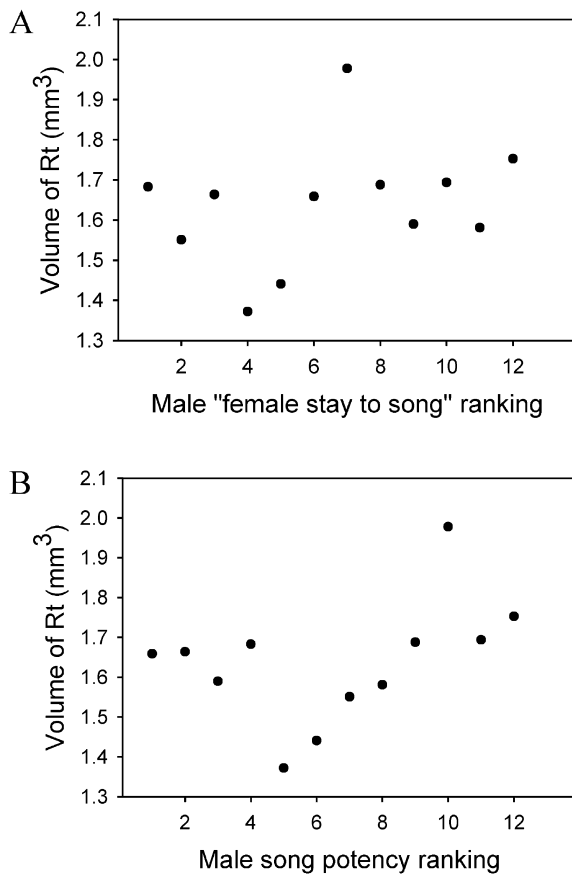 A
2.1
2.0
1.9
1.8
1.7
1.6
1.5
1.4
1.3
Volume of Rt (mm³)
2 4 6 8 10 12
Male "female stay to song" ranking
B
2.1
2.0
1.9
1.8
1.7
1.6
1.5
1.4
1.3
Volume of Rt (mm³)
2 4 6 8 10 12
Male song potency ranking